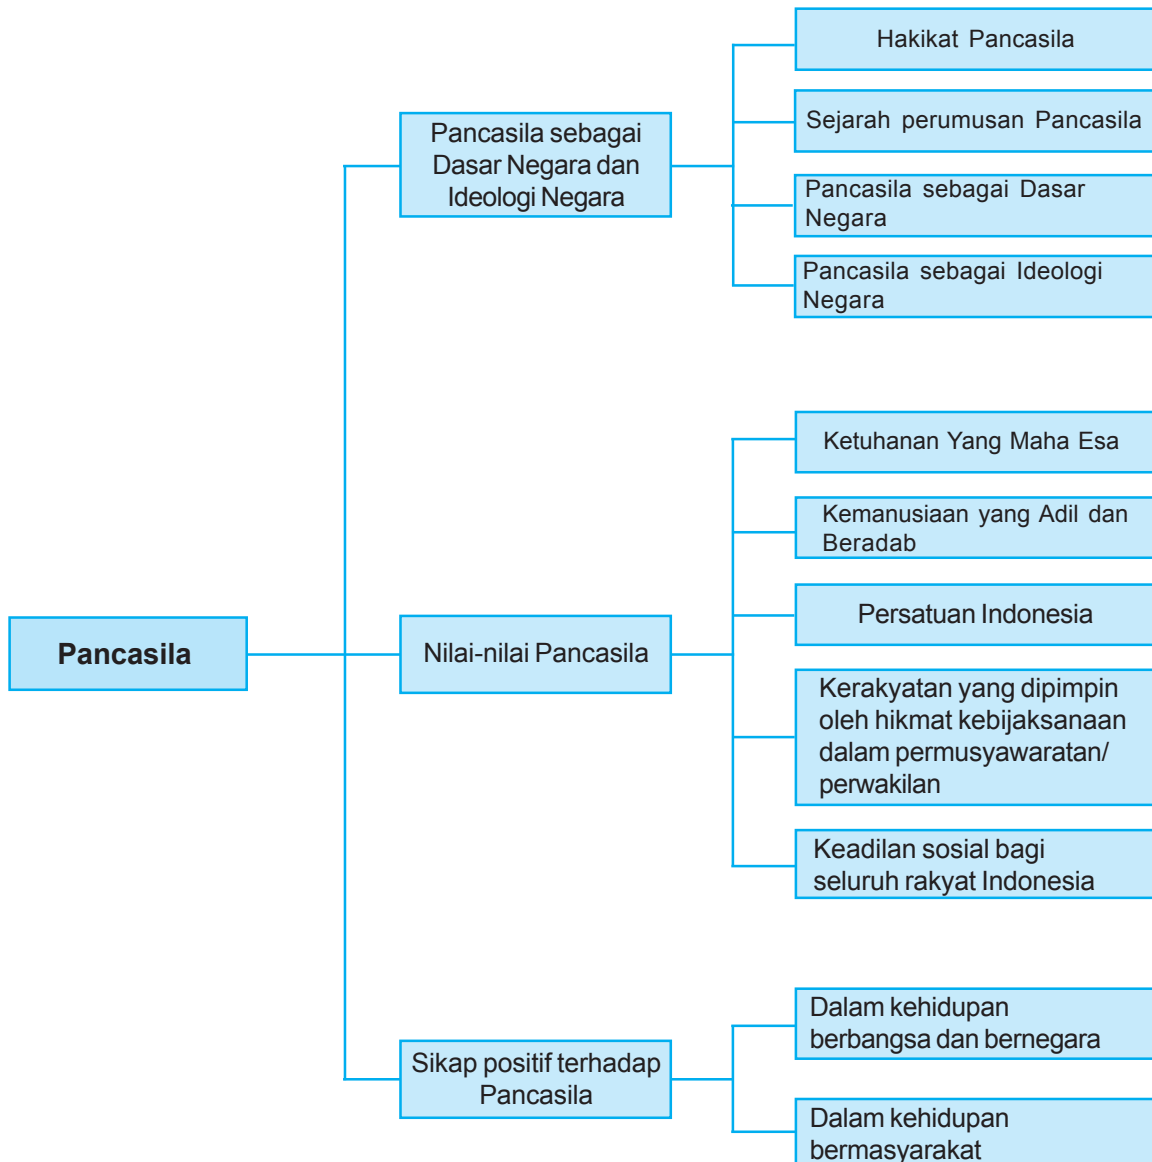 Pancasila
Pancasila sebagai
Dasar Negara dan
Ideologi Negara
Hakikat Pancasila
Sejarah perumusan Pancasila
Pancasila sebagai Dasar
Negara
Pancasila sebagai Ideologi
Negara
Nilai-nilai Pancasila
Ketuhanan Yang Maha Esa
Kemanusiaan yang Adil dan
Beradab
Persatuan Indonesia
Kerakyatan yang dipimpin
oleh hikmat kebijaksanaan
dalam permusyawaratan/
perwakilan
Keadilan sosial bagi
seluruh rakyat Indonesia
Sikap positif terhadap
Pancasila
Dalam kehidupan
berbangsa dan bernegara
Dalam kehidupan
bermasyarakat